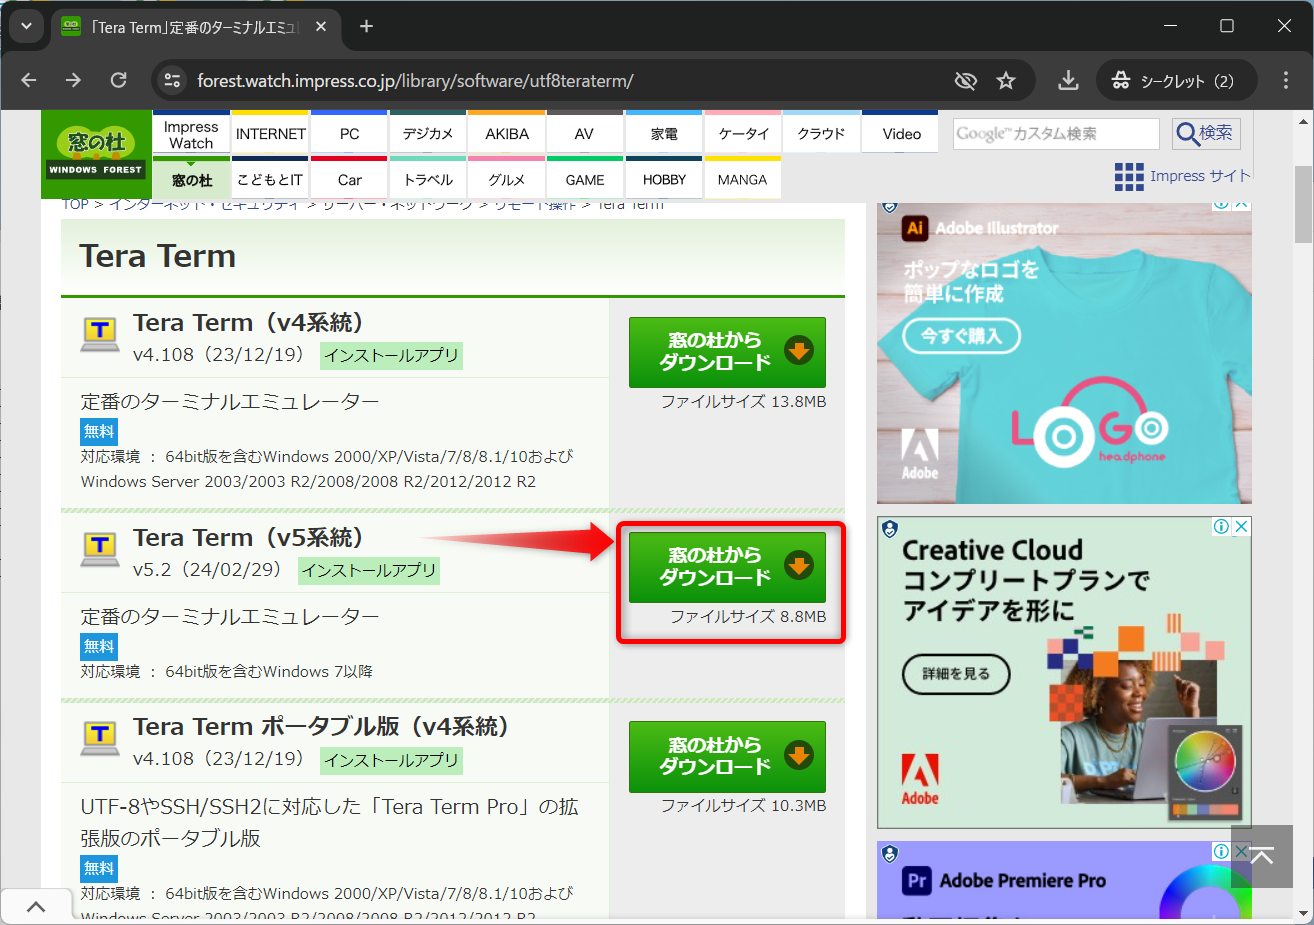 「Tera Term」定番のターミナルエミュ
forest.watch.impress.co.jp/library/software/utf8teraterm/
シークレット (2)
窓の杜
WINDOWS FOREST
Impress Watch
INTERNET
PC
デジカメ
AKIBA
AV
家電
ケータイ
クラウド
Video
窓の杜
こどもとIT
Car
トラベル
グルメ
GAME
HOBBY
MANGA
Google カスタム検索
検索
Impress サイト
TOP > インターネット・セキュリティ > サーバー・ネットワーク > リモート操作 > Tera Term
Tera Term
Tera Term（v4系統）
v4.108（23/12/19） インストールアプリ
窓の杜から
ダウンロード
ファイルサイズ 13.8MB
定番のターミナルエミュレーター
無料
対応環境 ： 64bit版を含むWindows 2000/XP/Vista/7/8/8.1/10および
Windows Server 2003/2003 R2/2008/2008 R2/2012/2012 R2
Tera Term（v5系統）
v5.2（24/02/29） インストールアプリ
窓の杜から
ダウンロード
ファイルサイズ 8.8MB
定番のターミナルエミュレーター
無料
対応環境 ： 64bit版を含むWindows 7以降
Tera Term ポータブル版（v4系統）
v4.108（23/12/19） インストールアプリ
窓の杜から
ダウンロード
ファイルサイズ 10.3MB
UTF-8やSSH/SSH2に対応した「Tera Term Pro」の拡
張版のポータブル版
無料
対応環境 ： 64bit版を含むWindows 2000/XP/Vista/7/8/8.1/10および
Windows Server 2003/2003 R2/2008/2008 R2/2012/2012 R2
Ai Adobe Illustrator
ポップなロゴを
簡単に作成
今すぐ購入
LOGO
headphone
Adobe
Creative Cloud
コンプリートプランで
アイデアを形に
詳細を見る
Adobe
Pr Adobe Premiere Pro